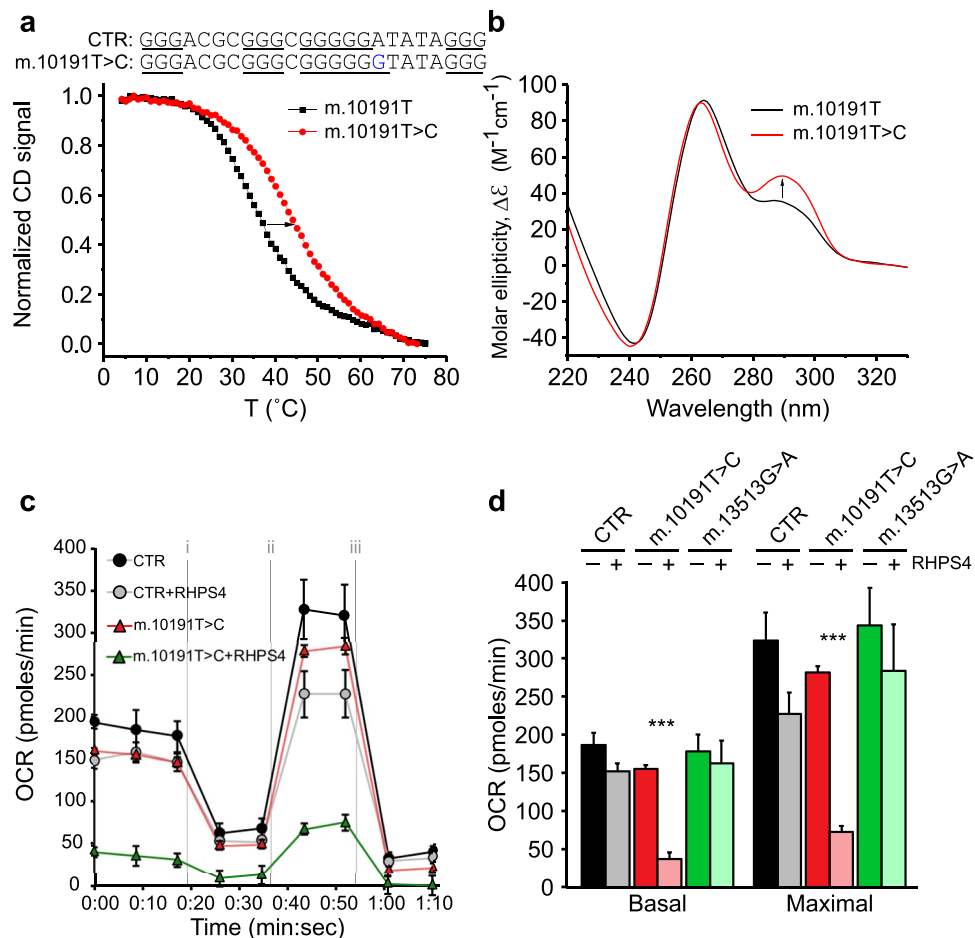 a
CTR: GGGACGCGGGCGGGGGATATAGGG
m.10191T>C: GGGACGCGGGCGGGGGGTATAGGG
Normalized CD signal
1.0
0.8
0.6
0.4
0.2
0.0
m.10191T
m.10191T>C
0 10 20 30 40 50 60 70 80
T (˚C)
b
Molar ellipticity, Δε (M⁻¹cm⁻¹)
100
80
60
40
20
0
-20
-40
m.10191T
m.10191T>C
220 240 260 280 300 320
Wavelength (nm)
c
OCR (pmoles/min)
400
350
300
250
200
150
100
50
0
i ii iii
CTR
CTR+RHPS4
m.10191T>C
m.10191T>C+RHPS4
0:00 0:10 0:20 0:30 0:40 0:50 1:00 1:10
Time (min:sec)
d
CTR m.10191T>C m.13513G>A CTR m.10191T>C m.13513G>A
− + − + − + − + − + − + RHPS4
OCR (pmoles/min)
400
350
300
250
200
150
100
50
0
*** ***
Basal Maximal